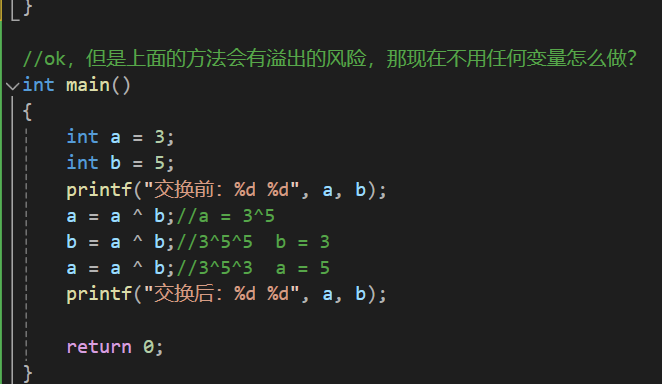 }
//ok，但是上面的方法会有溢出的风险，那现在不用任何变量怎么做？
int main()
{
int a = 3;
int b = 5;
printf("交换前：%d %d", a, b);
a = a ^ b;//a = 3^5
b = a ^ b;//3^5^5  b = 3
a = a ^ b;//3^5^3  a = 5
printf("交换后：%d %d", a, b);
return 0;
}